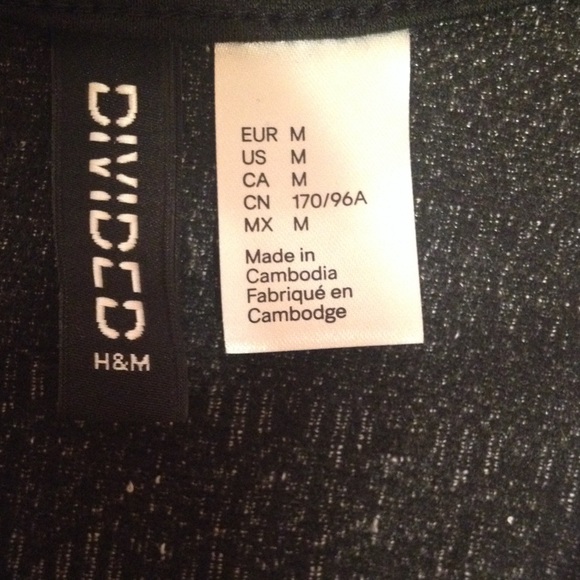 DIVIDED
H&M
EUR M
US M
CA M
CN 170/96A
MX M
Made in
Cambodia
Fabriqué en
Cambodge